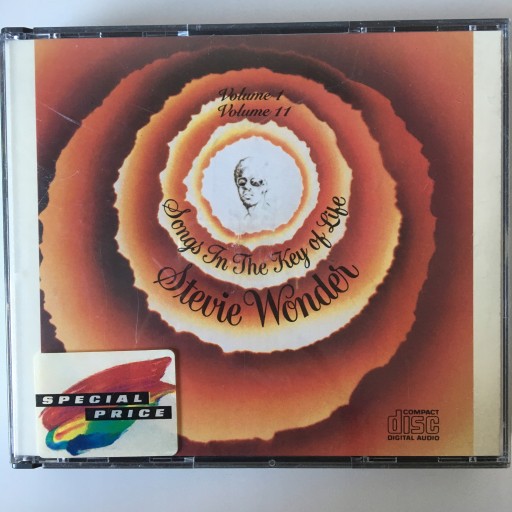 Volume 1
Volume 11
Songs In The Key of Life
Stevie Wonder
SPECIAL
PRICE
COMPACT
disc
DIGITAL AUDIO